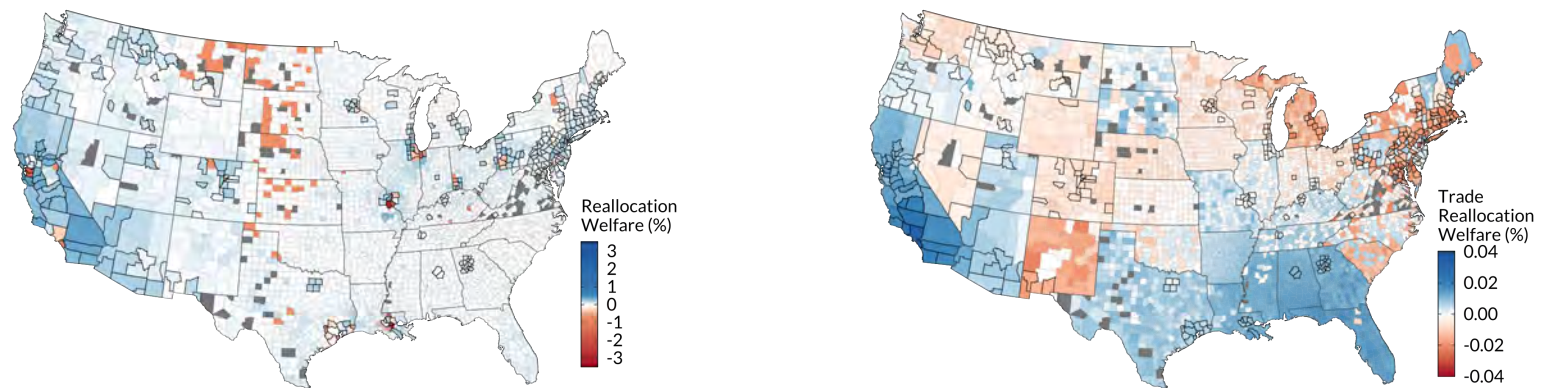 Reallocation
Welfare (%)
3
2
1
0
-1
-2
-3
Trade
Reallocation
Welfare (%)
0.04
0.02
0.00
-0.02
-0.04